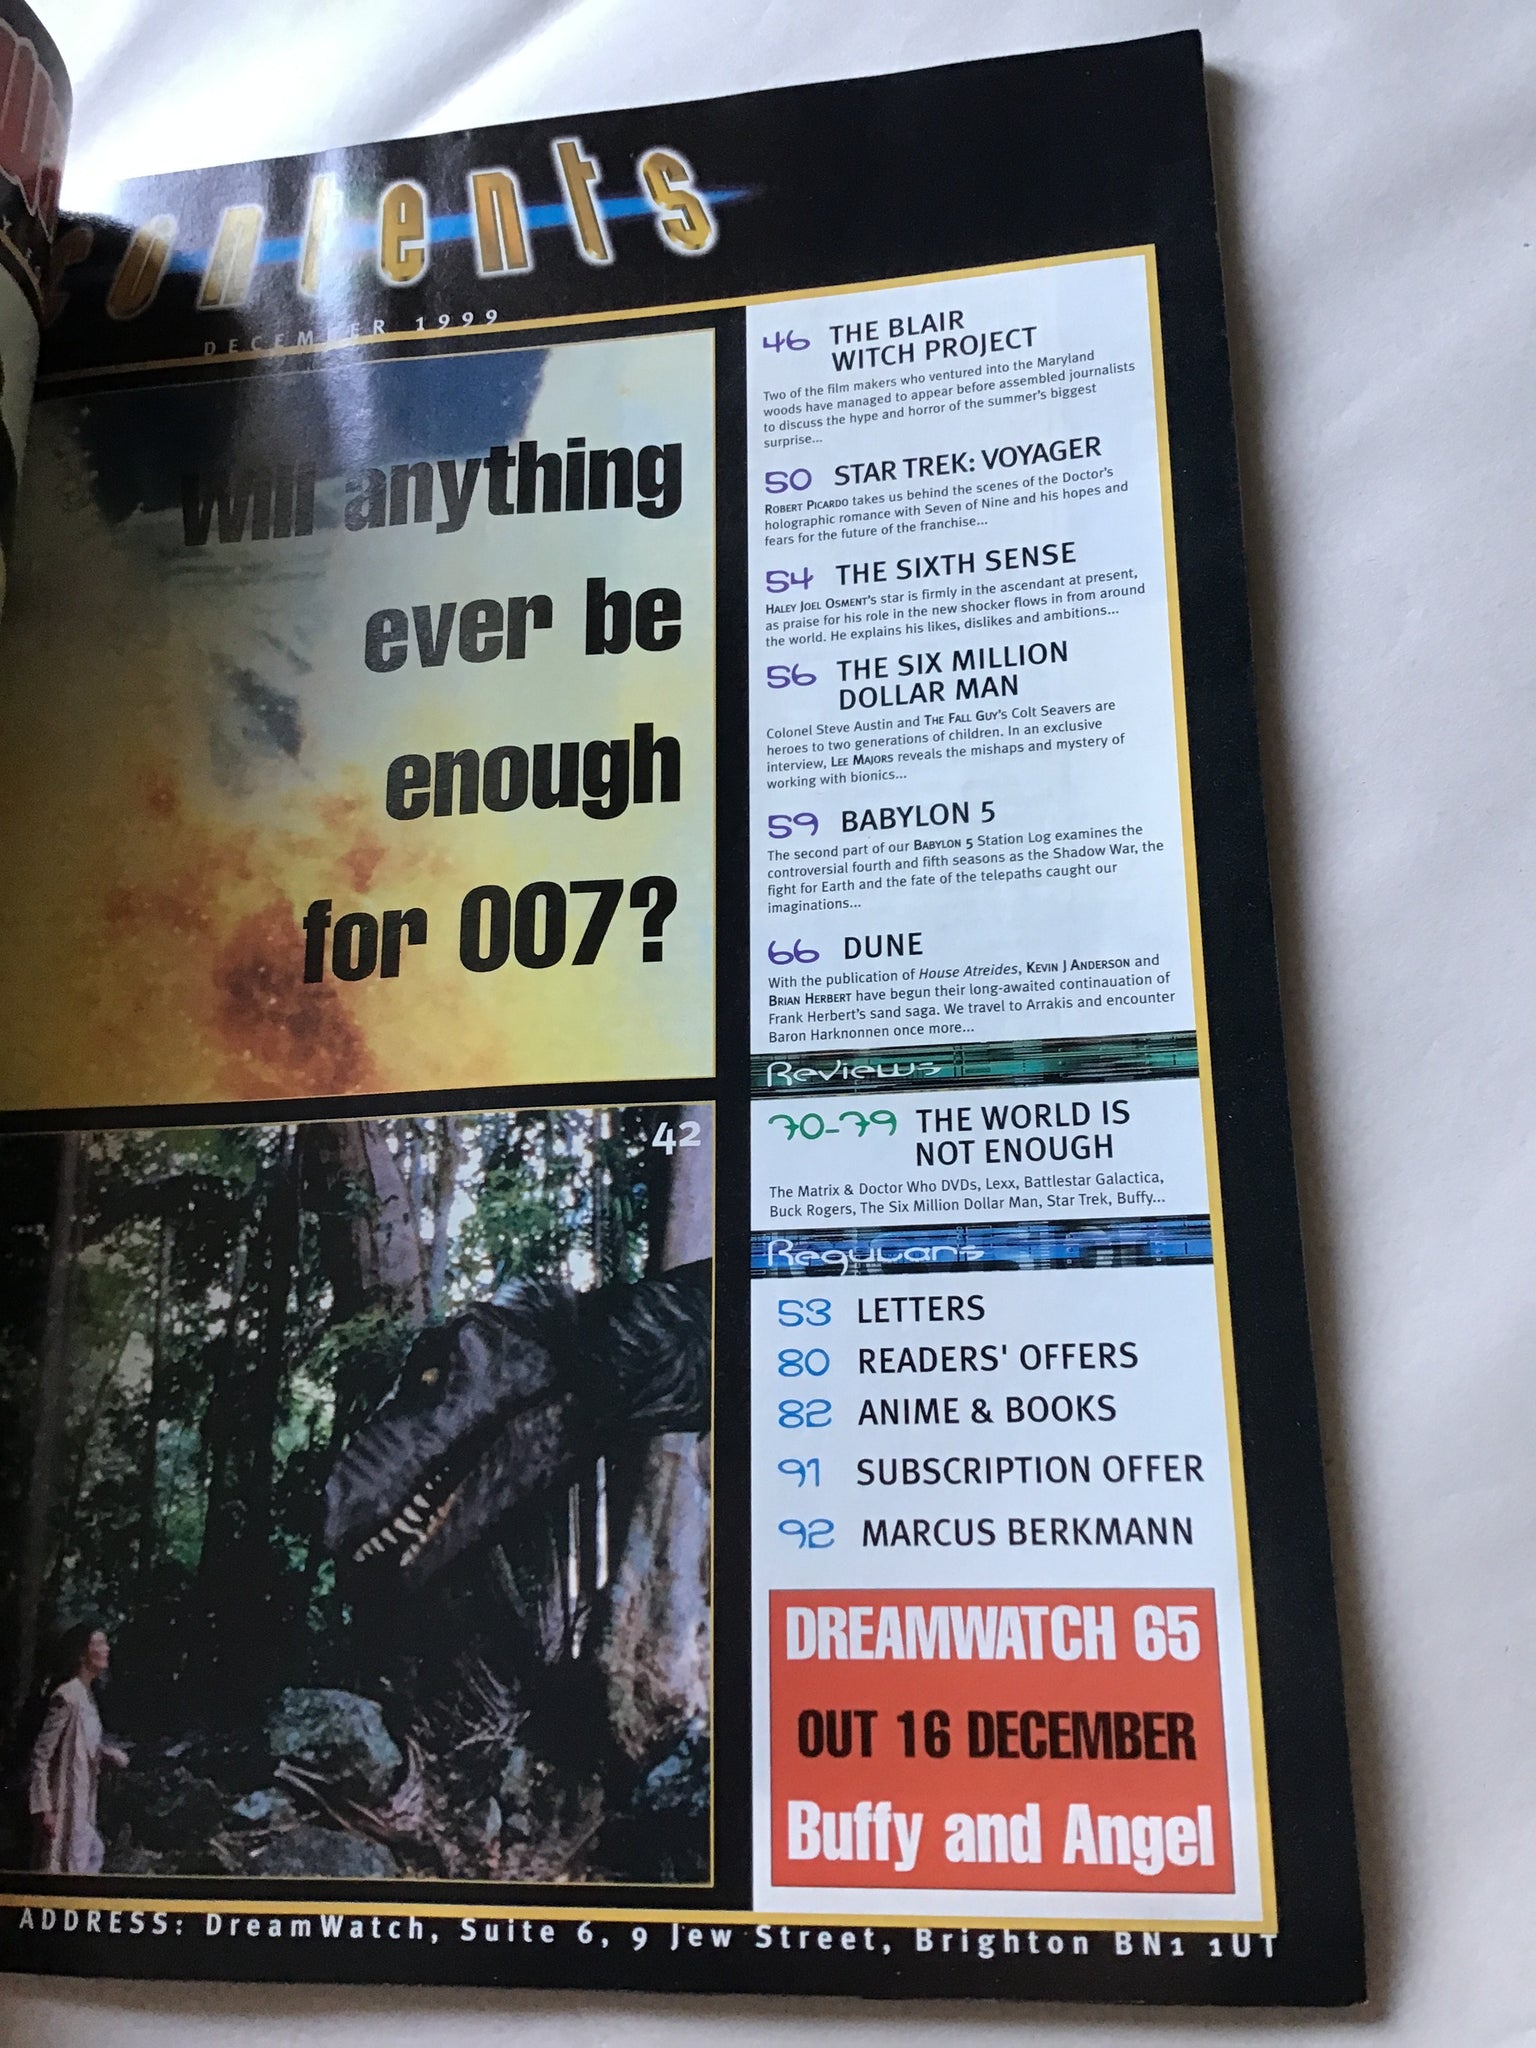 contents
DECEMBER 1999
Will anything
ever be
enough
for 007?
42
46 THE BLAIR
WITCH PROJECT
Two of the film makers who ventured into the Maryland
woods have managed to appear before assembled journalists
to discuss the hype and horror of the summer's biggest
surprise...
50 STAR TREK: VOYAGER
ROBERT PICARDO takes us behind the scenes of the Doctor's
holographic romance with Seven of Nine and his hopes and
fears for the future of the franchise...
54 THE SIXTH SENSE
HALEY JOEL OSMENT's star is firmly in the ascendant at present,
as praise for his role in the new shocker flows in from around
the world. He explains his likes, dislikes and ambitions...
56 THE SIX MILLION
DOLLAR MAN
Colonel Steve Austin and THE FALL GUY's Colt Seavers are
heroes to two generations of children. In an exclusive
interview, LEE MAJORS reveals the mishaps and mystery of
working with bionics...
59 BABYLON 5
The second part of our BABYLON 5 Station Log examines the
controversial fourth and fifth seasons as the Shadow War, the
fight for Earth and the fate of the telepaths caught our
imaginations...
66 DUNE
With the publication of House Atreides, KEVIN J ANDERSON and
BRIAN HERBERT have begun their long-awaited continauation of
Frank Herbert's sand saga. We travel to Arrakis and encounter
Baron Harknonnen once more...
Reviews
70-79 THE WORLD IS
NOT ENOUGH
The Matrix & Doctor Who DVDs, Lexx, Battlestar Galactica,
Buck Rogers, The Six Million Dollar Man, Star Trek, Buffy...
Regulars
53 LETTERS
80 READERS' OFFERS
82 ANIME & BOOKS
91 SUBSCRIPTION OFFER
92 MARCUS BERKMANN
DREAMWATCH 65
OUT 16 DECEMBER
Buffy and Angel
ADDRESS: DreamWatch, Suite 6, 9 Jew Street, Brighton BN1 1UT